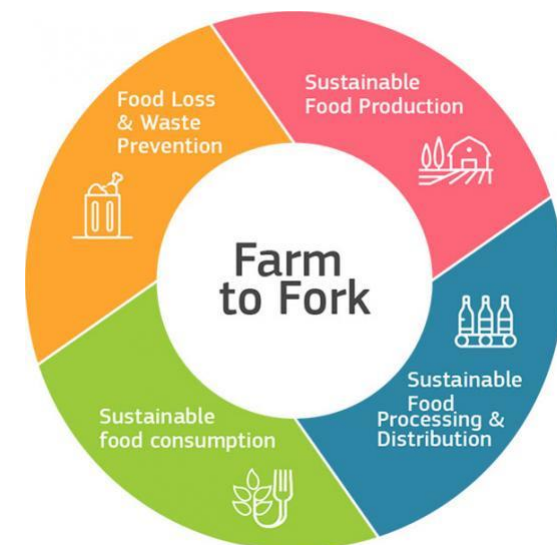 Food Loss
& Waste
Prevention
Sustainable
Food Production
Farm
to Fork
Sustainable
Food
Processing &
Distribution
Sustainable
food consumption